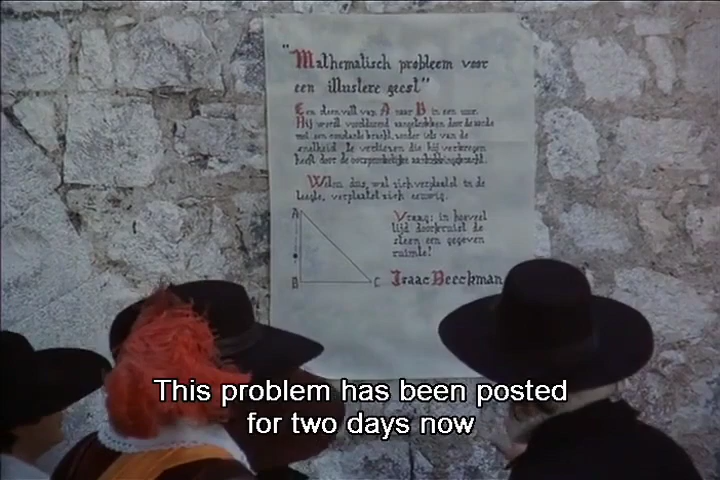 "Mathematisch probleem voor
een illustere geest"
Een steen valt van A naar B in een uur.
Hij wordt voortdurend aangetrokken door de aarde
met een constante kracht, zonder iets van de
snelheid te verliezen die hij verkregen
heeft door de oorspronkelijke aantrekkingskracht.
Welnu dus, wat zich verplaatst in de
leegte, verplaatst zich eeuwig.
A
B
C
Vraag: in hoeveel
tijd doorkruist de
steen een gegeven
ruimte?
Isaac Beeckman
This problem has been posted
for two days now